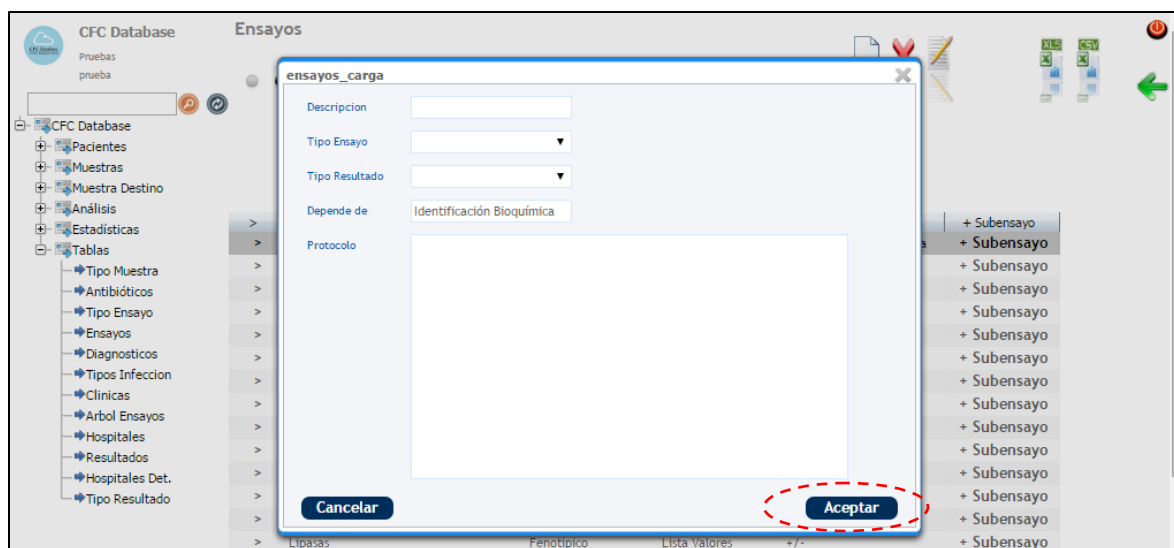 CFC Database
Pruebas
prueba
Ensayos
XLS
CSV
CFC Database
Pacientes
Muestras
Muestra Destino
Análisis
Estadísticas
Tablas
Tipo Muestra
Antibióticos
Tipo Ensayo
Ensayos
Diagnosticos
Tipos Infeccion
Clinicas
Arbol Ensayos
Hospitales
Resultados
Hospitales Det.
Tipo Resultado
ensayos_carga
Descripcion
Tipo Ensayo
Tipo Resultado
Depende de Identificación Bioquímica
Protocolo
Cancelar Aceptar
> + Subensayo
> + Subensayo
> + Subensayo
> + Subensayo
> + Subensayo
> + Subensayo
> + Subensayo
> + Subensayo
> + Subensayo
> + Subensayo
> + Subensayo
> + Subensayo
> + Subensayo
> + Subensayo
> Lipasas Fenotípico Lista Valores +/- + Subensayo